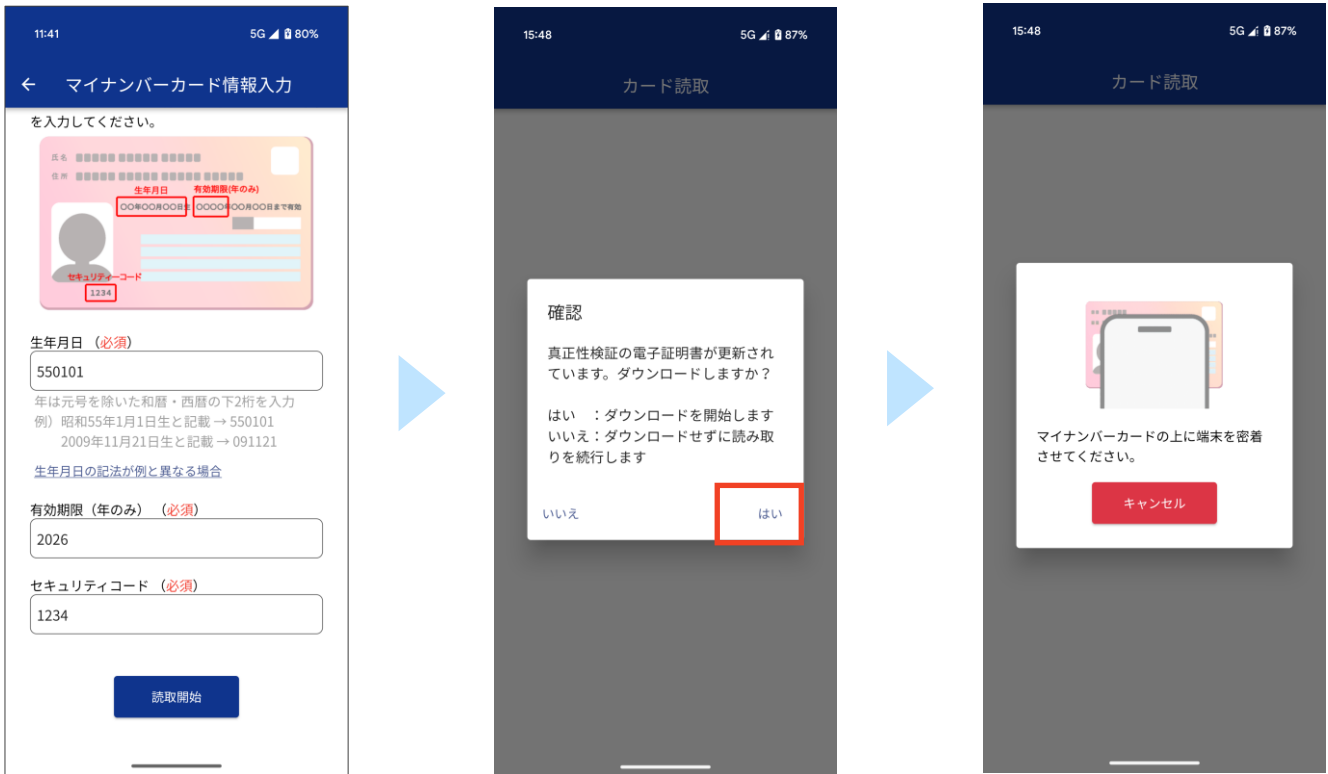 11:41
5G 80%
マイナンバーカード情報入力
を入力してください。
氏名
住所
生年月日 有効期限(年のみ)
〇〇年〇〇月〇〇日生 〇〇〇〇年〇〇月〇〇日まで有効
セキュリティーコード
1234
生年月日 (必須)
550101
年は元号を除いた和暦・西暦の下2桁を入力
例）昭和55年1月1日生と記載 → 550101
2009年11月21日生と記載 → 091121
生年月日の記法が例と異なる場合
有効期限（年のみ） (必須)
2026
セキュリティコード (必須)
1234
読取開始
15:48
5G 87%
カード読取
確認
真正性検証の電子証明書が更新され
ています。ダウンロードしますか？
はい ：ダウンロードを開始します
いいえ：ダウンロードせずに読み取
りを続行します
いいえ
はい
15:48
5G 87%
カード読取
マイナンバーカードの上に端末を密着
させてください。
キャンセル